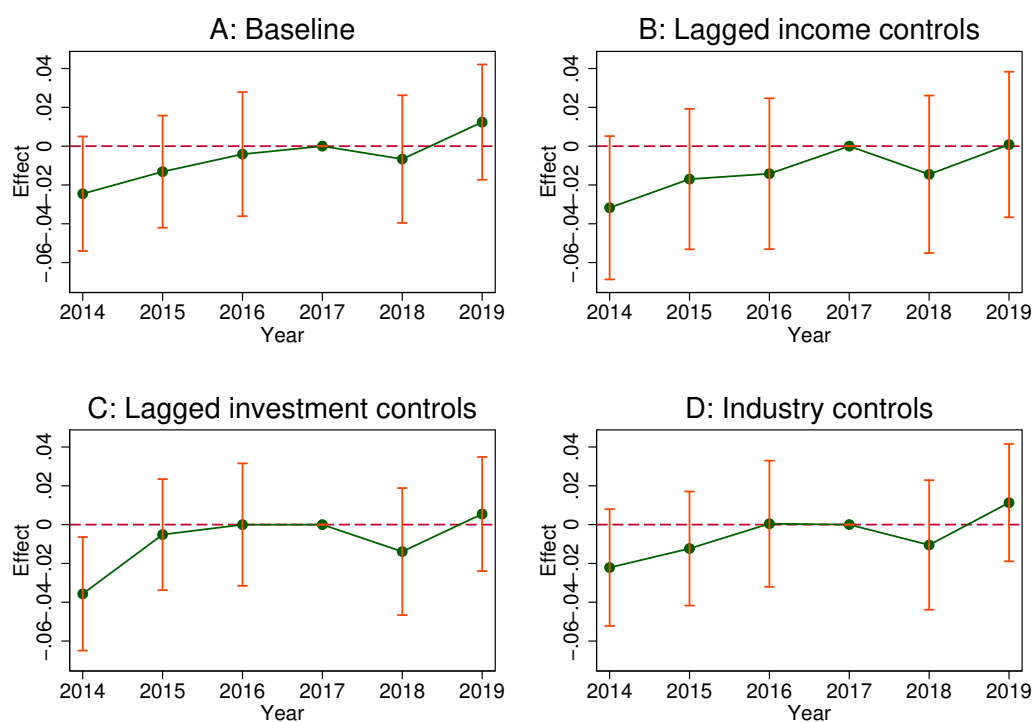 A: Baseline
Effect
.04
.02
0
-.02
-.04
-.06
2014 2015 2016 2017 2018 2019
Year
B: Lagged income controls
Effect
.04
.02
0
-.02
-.04
-.06
2014 2015 2016 2017 2018 2019
Year
C: Lagged investment controls
Effect
.04
.02
0
-.02
-.04
-.06
2014 2015 2016 2017 2018 2019
Year
D: Industry controls
Effect
.04
.02
0
-.02
-.04
-.06
2014 2015 2016 2017 2018 2019
Year